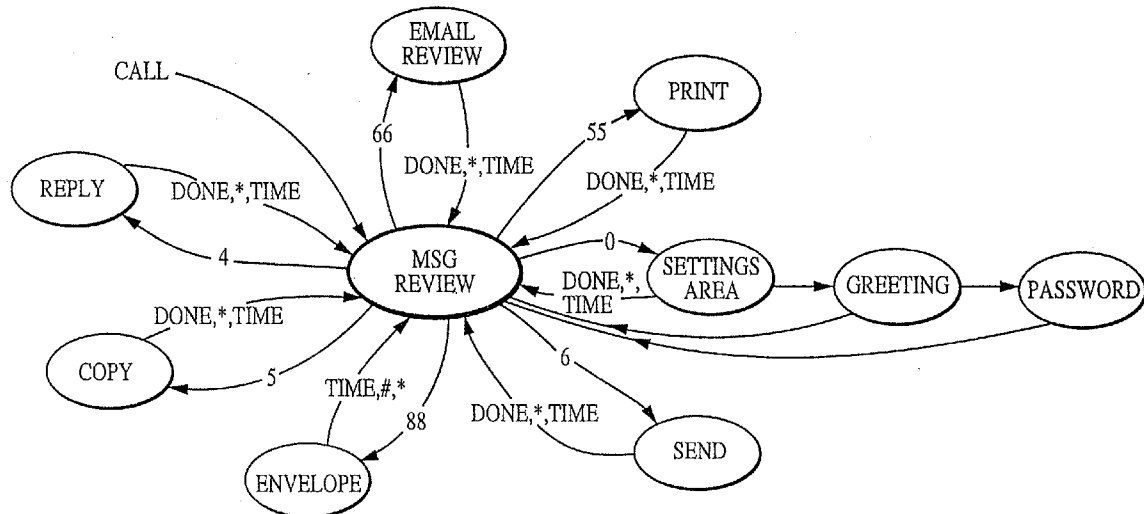 EMAIL
REVIEW
CALL
PRINT
66
55
DONE,*,TIME
DONE,*,TIME
DONE,*,TIME
REPLY
4
MSG
REVIEW
0
SETTINGS
AREA
DONE,*,
TIME
GREETING
PASSWORD
DONE,*,TIME
COPY
5
TIME,#,*
88
6
DONE,*,TIME
SEND
ENVELOPE